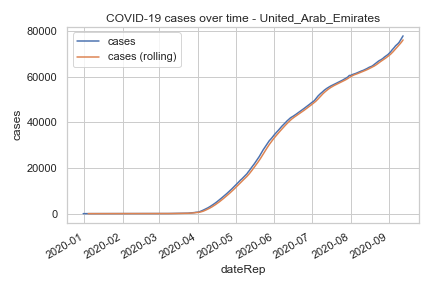 COVID-19 cases over time - United_Arab_Emirates
cases
cases (rolling)
80000
60000
40000
20000
0
cases
2020-01
2020-02
2020-03
2020-04
2020-05
2020-06
2020-07
2020-08
2020-09
dateRep